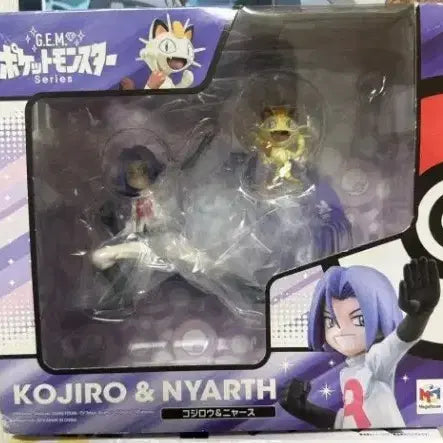 G.E.M.
ポケットモンスター
Series
KOJIRO & NYARTH
コジロウ&ニャース
R
MegaHouse